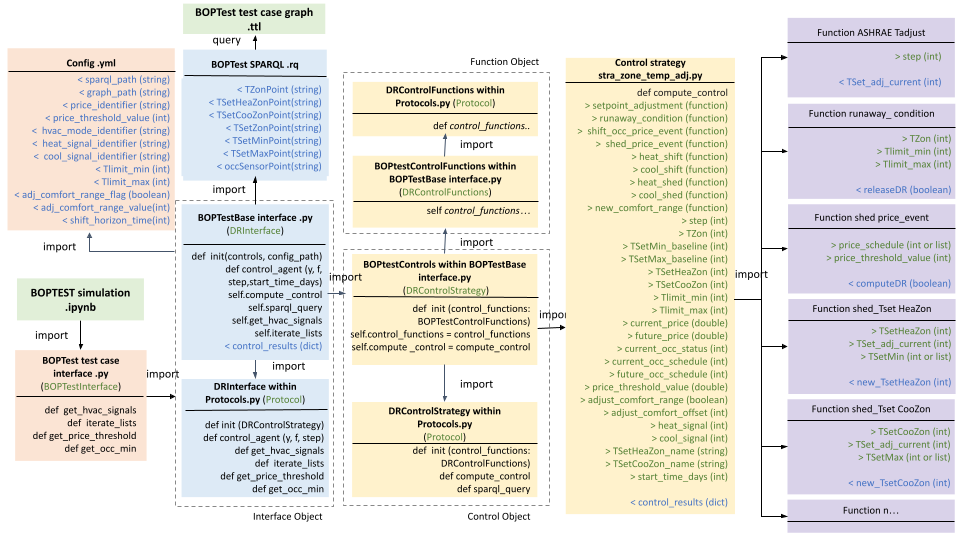 BOPTest test case graph
.ttl
query
Config .yml
< sparql_path (string)
< graph_path (string)
< price_identifier (string)
< price_threshold_value (int)
< hvac_mode_identifier (string)
< heat_signal_identifier (string)
< cool_signal_identifier (string)
< Tlimit_min (int)
< Tlimit_max (int)
< adj_comfort_range_flag (boolean)
< adj_comfort_range_value(int)
< shift_horizon_time(int)
import
BOPTEST simulation
.ipynb
import
BOPTest test case
interface .py
(BOPTestInterface)
def get_hvac_signals
def iterate_lists
def get_price_threshold
def get_occ_min
import
BOPTest SPARQL .rq
< TZonPoint (string)
< TSetHeaZonPoint(string)
< TSetCooZonPoint(string)
< TSetZonPoint(string)
< TSetMinPoint(string)
< TSetMaxPoint(string)
< occSensorPoint(string)
import
BOPTestBase interface .py
(DRInterface)
def init(controls, config_path)
def control_agent (y, f,
step,start_time_days)
self.compute _control
self.sparql_query
self.get_hvac_signals
self.iterate_lists
< control_results (dict)
import
import
DRInterface within
Protocols.py (Protocol)
def init (DRControlStrategy)
def control_agent (y, f, step)
def get_hvac_signals
def iterate_lists
def get_price_threshold
def get_occ_min
Interface Object
Function Object
DRControlFunctions within
Protocols.py (Protocol)
def control_functions..
import
BOPtestControlFunctions within
BOPTestBase interface.py
(DRControlFunctions)
self control_functions...
import
BOPtestControls within BOPTestBase
interface.py
(DRControlStrategy)
def init (control_functions:
BOPTestControlFunctions)
self.control_functions = control_functions
self.compute _control = compute_control
import
import
DRControlStrategy within
Protocols.py
(Protocol)
def init (control_functions:
DRControlFunctions)
def compute_control
def sparql_query
Control Object
Control strategy
stra_zone_temp_adj.py
def compute_control
> setpoint_adjustment (function)
> runaway_condition (function)
> shift_occ_price_event (function)
> shed_price_event (function)
> heat_shift (function)
> cool_shift (function)
> heat_shed (function)
> cool_shed (function)
> new_comfort_range (function)
> step (int)
> TZon (int)
> TSetMin_baseline (int)
> TSetMax_baseline (int)
> TSetHeaZon (int)
> TSetCooZon (int)
> Tlimit_min (int)
> Tlimit_max (int)
> current_price (double)
> future_price (double)
> current_occ_status (int)
> current_occ_schedule (int)
> future_occ_schedule (int)
> price_threshold_value (double)
> adjust_comfort_range (boolean)
> adjust_comfort_offset (int)
> heat_signal (int)
> cool_signal (int)
> TSetHeaZon_name (string)
> TSetCooZon_name (string)
> start_time_days (int)
< control_results (dict)
import
Function ASHRAE Tadjust
> step (int)
< TSet_adj_current (int)
Function runaway_ condition
> TZon (int)
> Tlimit_min (int)
> Tlimit_max (int)
< releaseDR (boolean)
Function shed price_event
> price_schedule (int or list)
> price_threshold_value (int)
< computeDR (boolean)
Function shed_Tset HeaZon
> TSetHeaZon (int)
> TSet_adj_current (int)
> TSetMin (int or list)
< new_TsetHeaZon (int)
Function shed_Tset CooZon
> TSetCooZon (int)
> TSet_adj_current (int)
> TSetMax (int or list)
< new_TsetCooZon (int)
Function n...